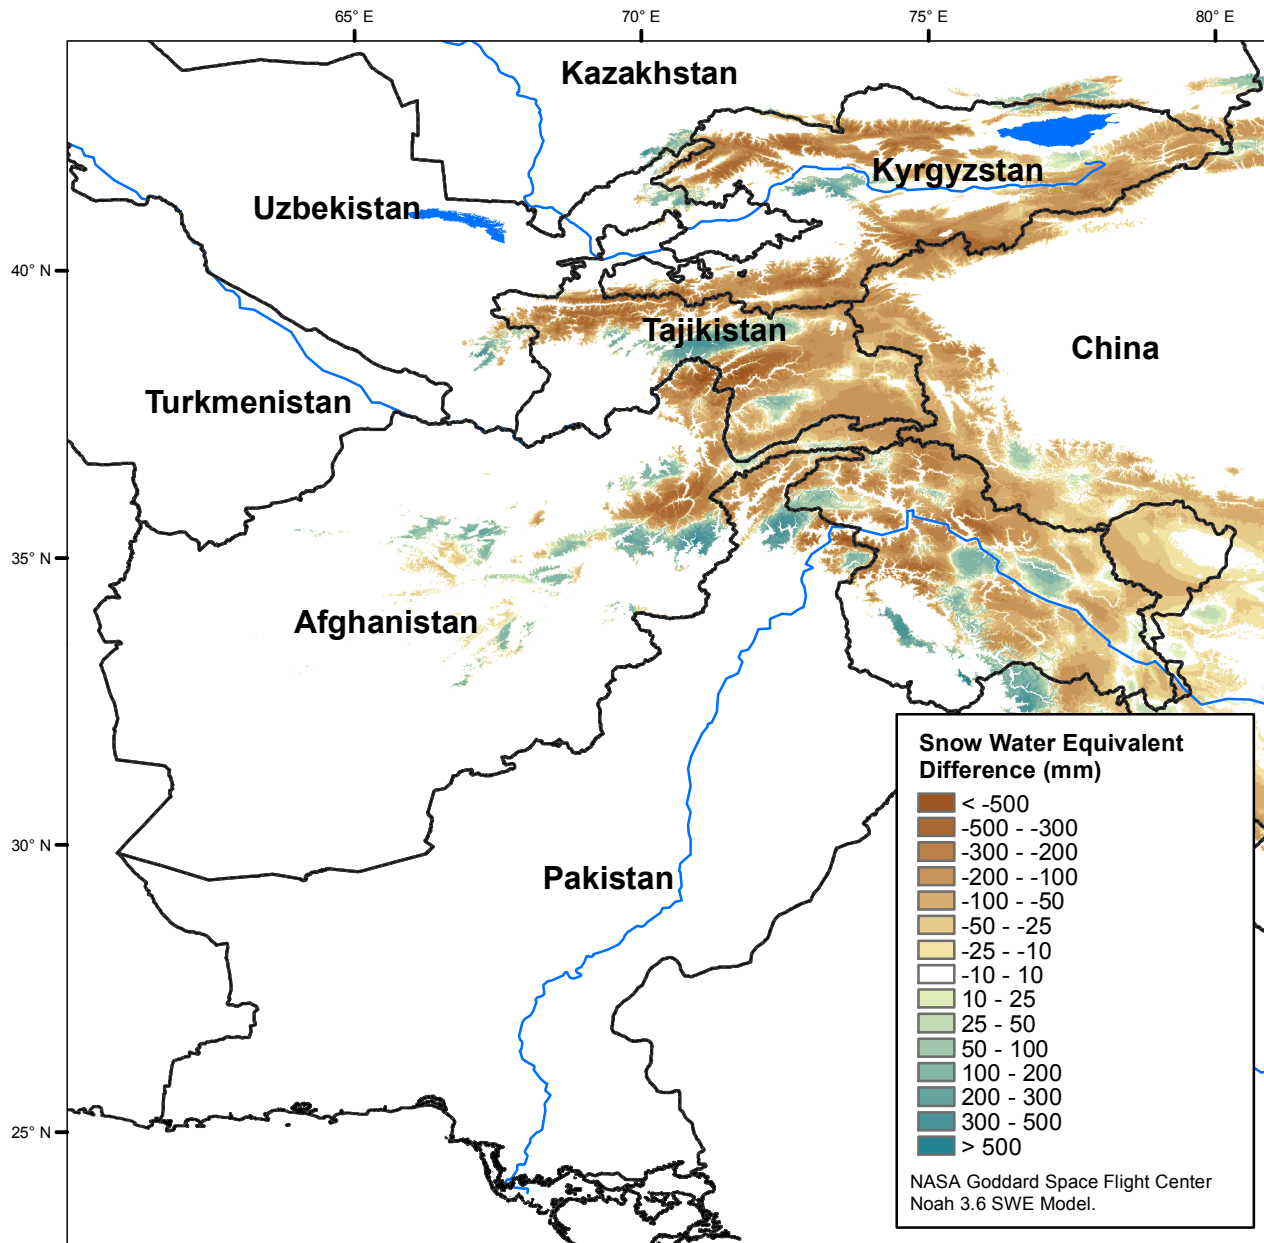 65° E
70° E
75° E
80° E
Kazakhstan
Kyrgyzstan
Uzbekistan
40° N
Tajikistan
China
Turkmenistan
35° N
Afghanistan
Snow Water Equivalent
Difference (mm)
< -500
-500 - -300
-300 - -200
-200 - -100
-100 - -50
-50 - -25
-25 - -10
-10 - 10
10 - 25
25 - 50
50 - 100
100 - 200
200 - 300
300 - 500
> 500
30° N
Pakistan
25° N
NASA Goddard Space Flight Center
Noah 3.6 SWE Model.